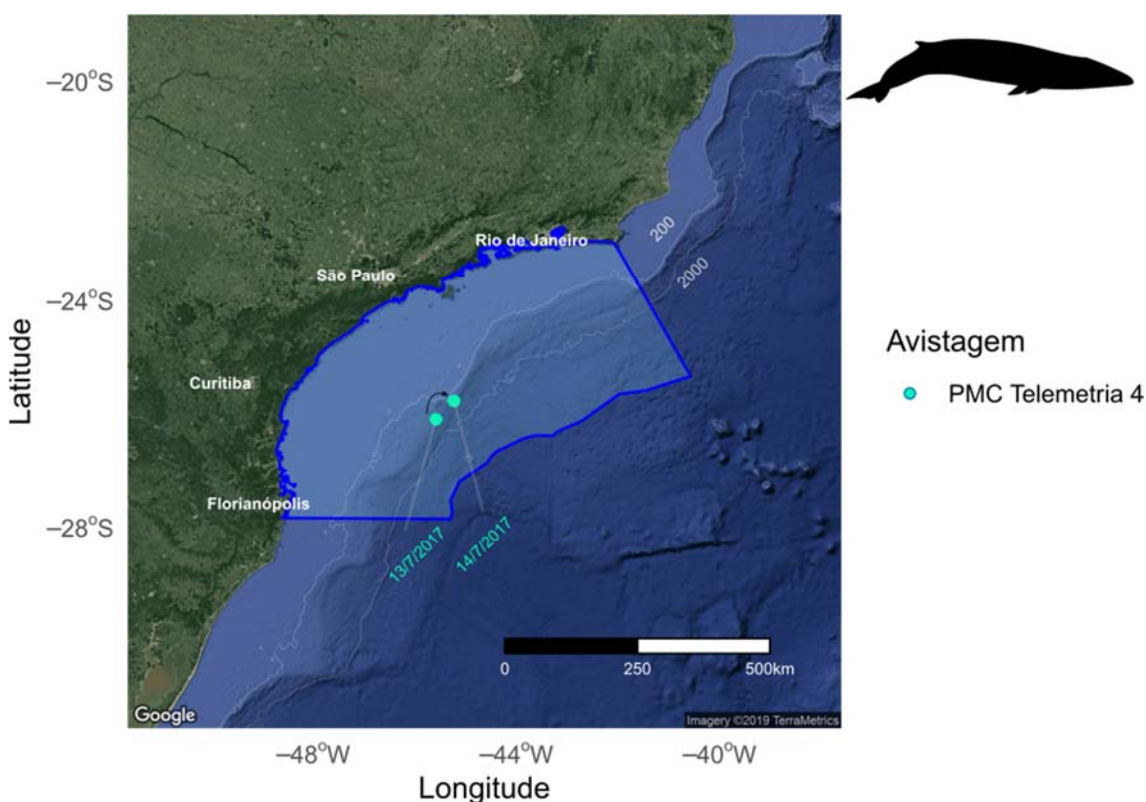 −20°S
−24°S
−28°S
Latitude
Rio de Janeiro
São Paulo
Curitiba
Florianópolis
200
2000
13/7/2017
14/7/2017
0
250
500km
Google
Imagery ©2019 TerraMetrics
−48°W
−44°W
−40°W
Longitude
Avistagem
PMC Telemetria 4